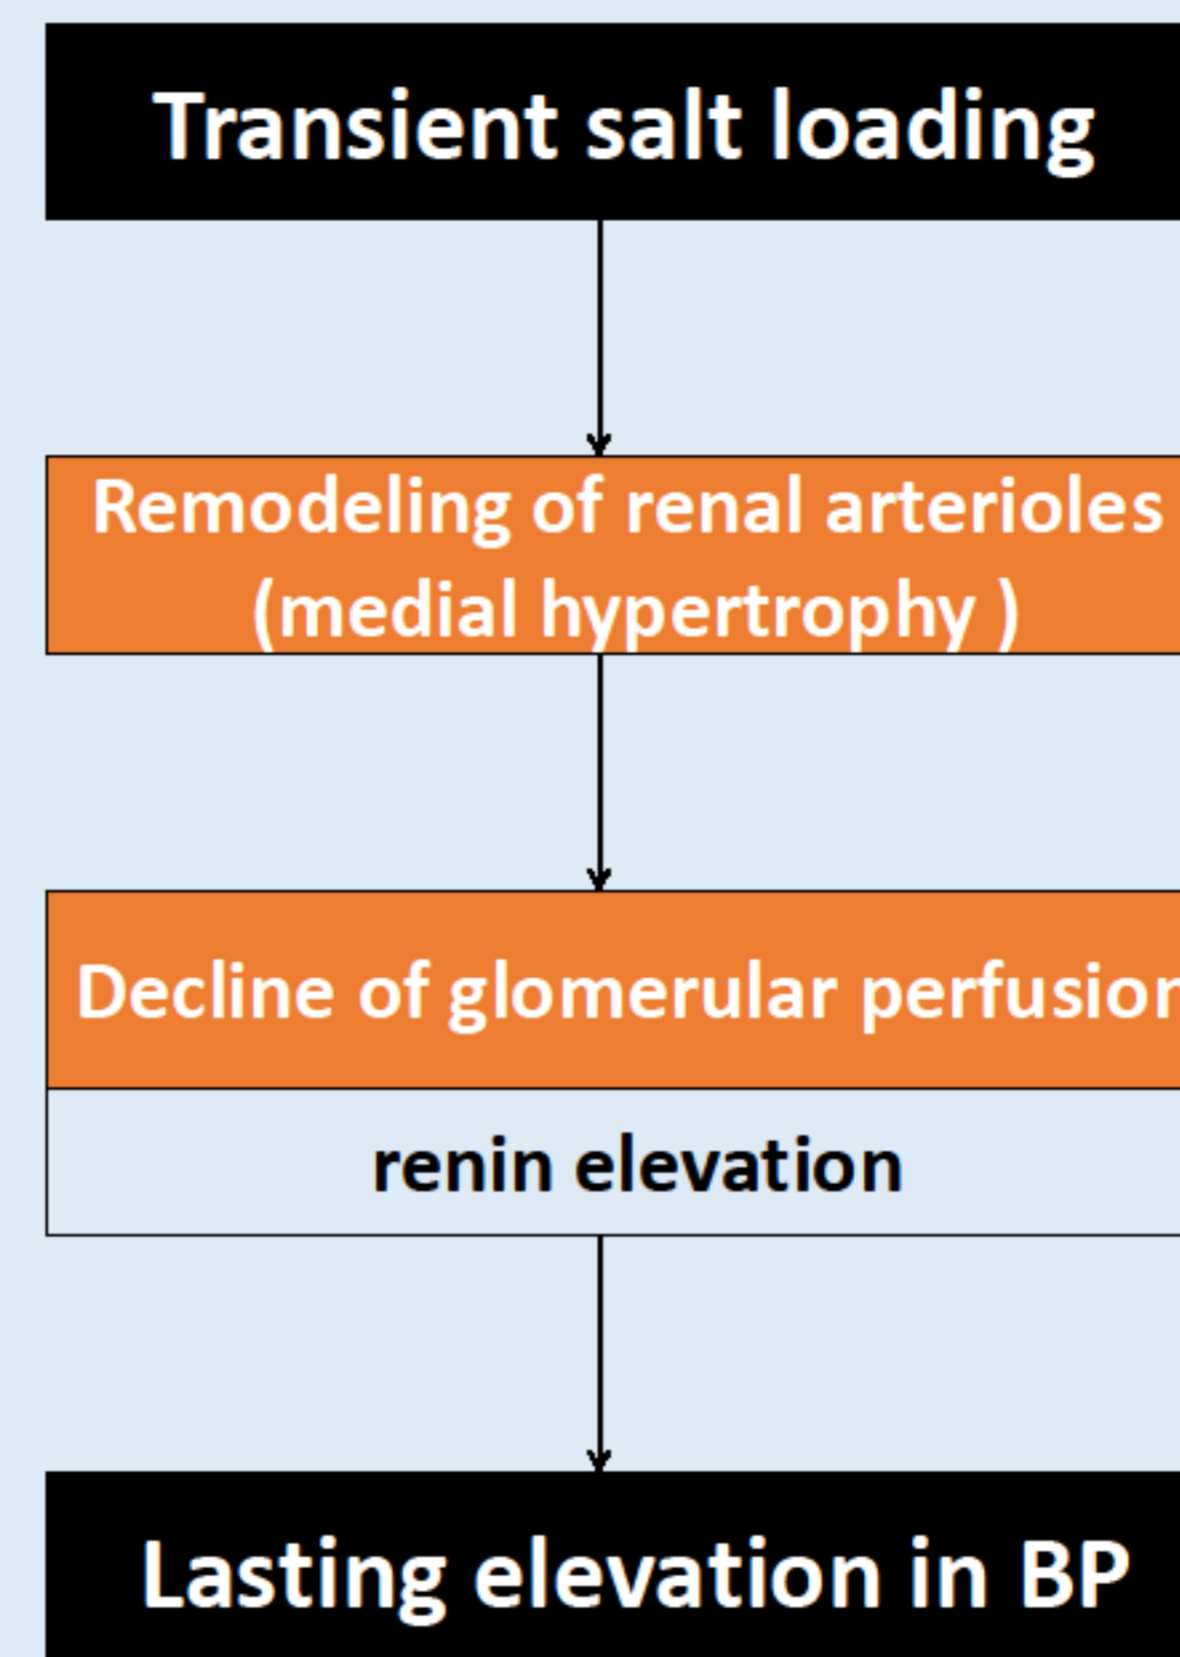 Transient salt loading
Remodeling of renal arterioles
(medial hypertrophy )
Decline of glomerular perfusion
renin elevation
Lasting elevation in BP